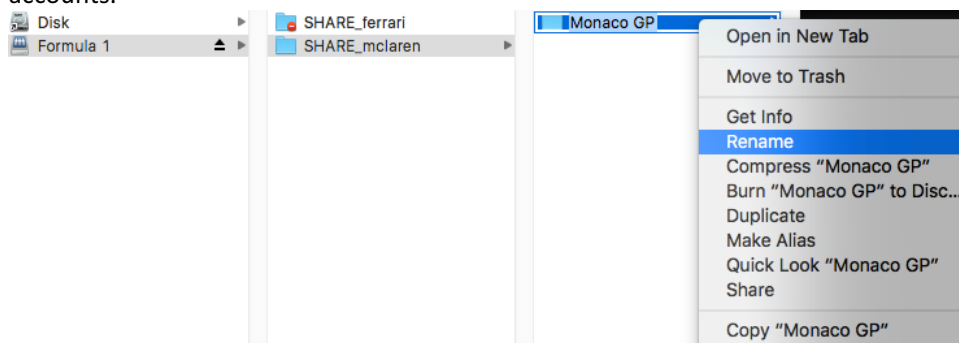 accounts.
Disk
Formula 1
SHARE_ferrari
SHARE_mclaren
Monaco GP
Open in New Tab
Move to Trash
Get Info
Rename
Compress "Monaco GP"
Burn "Monaco GP" to Disc...
Duplicate
Make Alias
Quick Look "Monaco GP"
Share
Copy "Monaco GP"